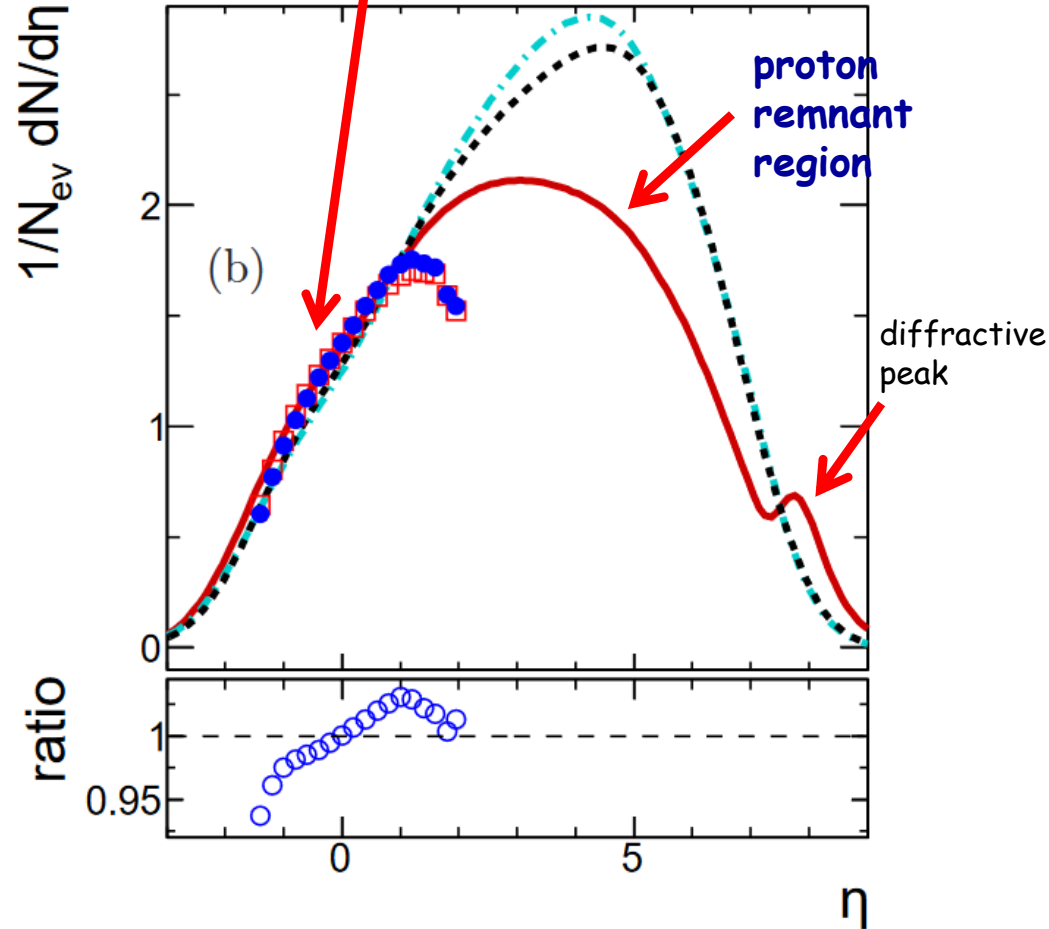 1/N_ev dN/dη
proton
remnant
region
2
(b)
diffractive
peak
1
0
ratio
1
0.95
0
5
η